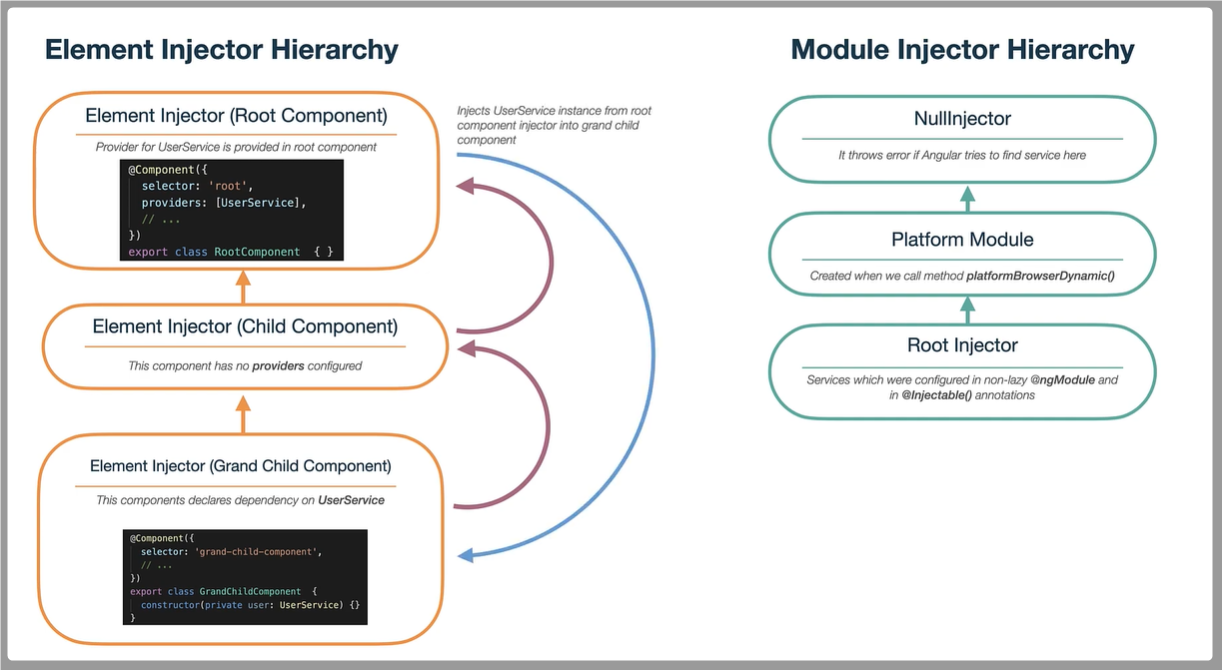 Element Injector Hierarchy
Element Injector (Root Component)
Provider for UserService is provided in root component
@Component({
selector: 'root',
providers: [UserService],
// ...
})
export class RootComponent { }
Injects UserService instance from root
component injector into grand child
component
Element Injector (Child Component)
This component has no providers configured
Element Injector (Grand Child Component)
This components declares dependency on UserService
@Component({
selector: 'grand-child-component',
// ...
})
export class GrandChildComponent {
constructor(private user: UserService) {}
}
Module Injector Hierarchy
NullInjector
It throws error if Angular tries to find service here
Platform Module
Created when we call method platformBrowserDynamic()
Root Injector
Services which were configured in non-lazy @ngModule and
in @Injectable() annotations